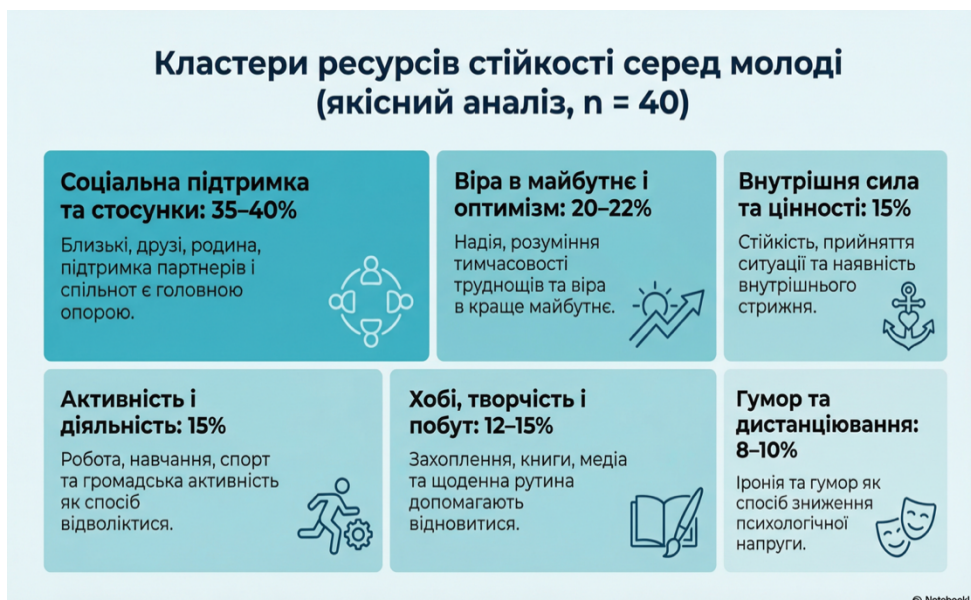 Кластери ресурсів стійкості серед молоді
(якісний аналіз, n = 40)
Соціальна підтримка
та стосунки: 35–40%
Близькі, друзі, родина,
підтримка партнерів і
спільнот є головною
опорою.
Віра в майбутнє і
оптимізм: 20–22%
Надія, розуміння
тимчасовості
труднощів та віра
в краще майбутнє.
Внутрішня сила
та цінності: 15%
Стійкість, прийняття
ситуації та наявність
внутрішнього
стрижня.
Активність і
діяльність: 15%
Робота, навчання, спорт
та громадська активність
як спосіб
відволіктися.
Хобі, творчість і
побут: 12–15%
Захоплення, книги, медіа
та щоденна рутина
допомагають
відновитися.
Гумор та
дистанціювання:
8–10%
Іронія та гумор як
спосіб зниження
психологічної
напруги.